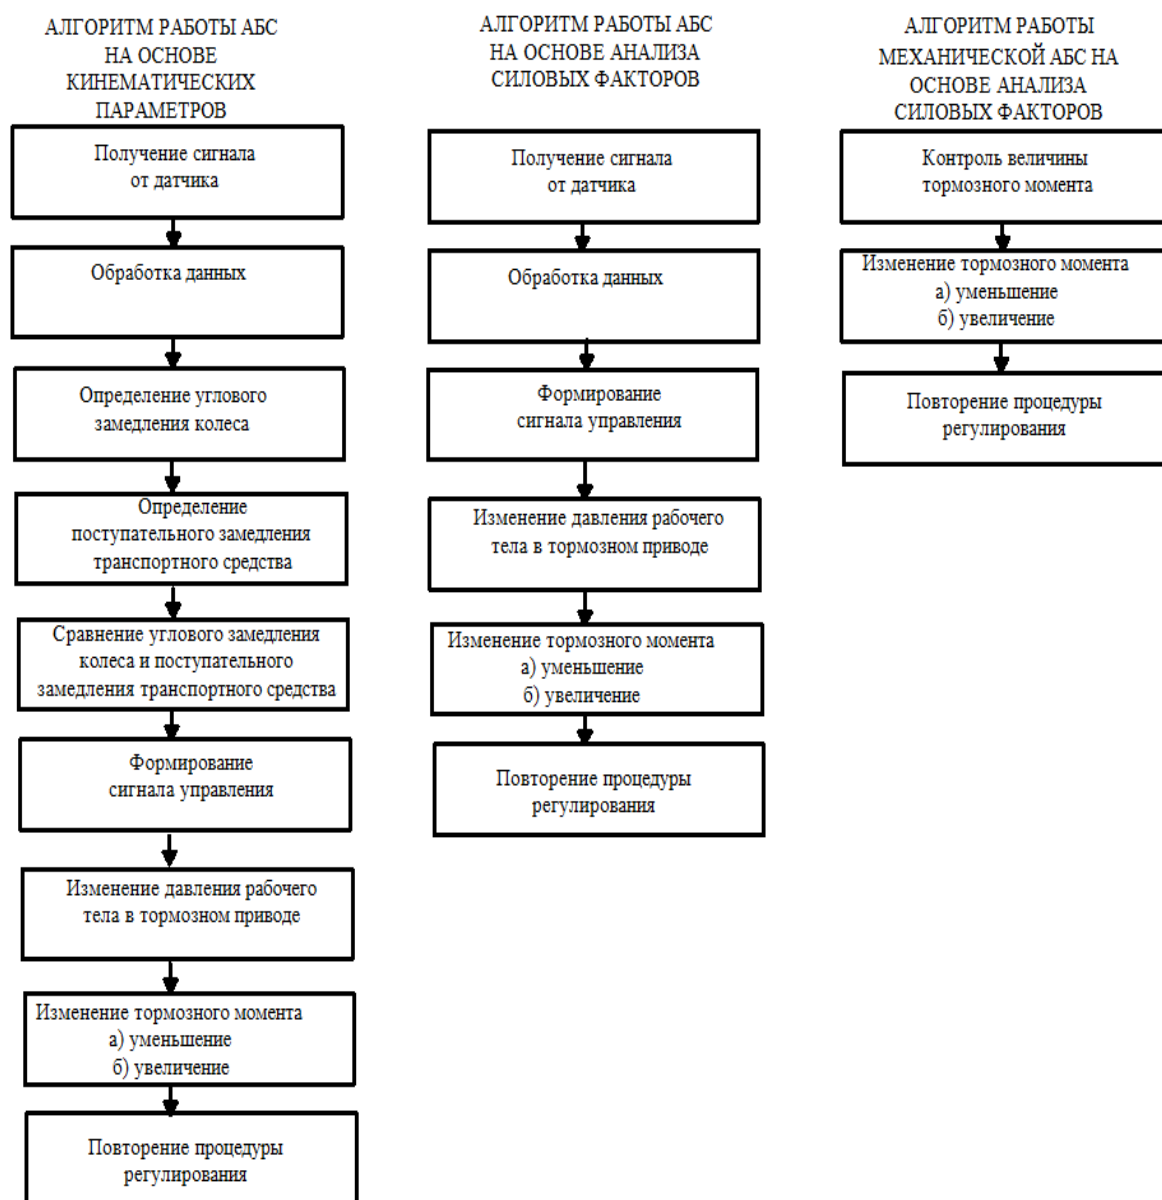 АЛГОРИТМ РАБОТЫ АБС
НА ОСНОВЕ
КИНЕМАТИЧЕСКИХ
ПАРАМЕТРОВ
Получение сигнала
от датчика
Обработка данных
Определение углового
замедления колеса
Определение
поступательного замедления
транспортного средства
Сравнение углового замедления
колеса и поступательного
замедления транспортного средства
Формирование
сигнала управления
Изменение давления рабочего
тела в тормозном приводе
Изменение тормозного момента
а) уменьшение
б) увеличение
Повторение процедуры
регулирования
АЛГОРИТМ РАБОТЫ АБС
НА ОСНОВЕ АНАЛИЗА
СИЛОВЫХ ФАКТОРОВ
Получение сигнала
от датчика
Обработка данных
Формирование
сигнала управления
Изменение давления рабочего
тела в тормозном приводе
Изменение тормозного момента
а) уменьшение
б) увеличение
Повторение процедуры
регулирования
АЛГОРИТМ РАБОТЫ
МЕХАНИЧЕСКОЙ АБС НА
ОСНОВЕ АНАЛИЗА
СИЛОВЫХ ФАКТОРОВ
Контроль величины
тормозного момента
Изменение тормозного момента
а) уменьшение
б) увеличение
Повторение процедуры
регулирования